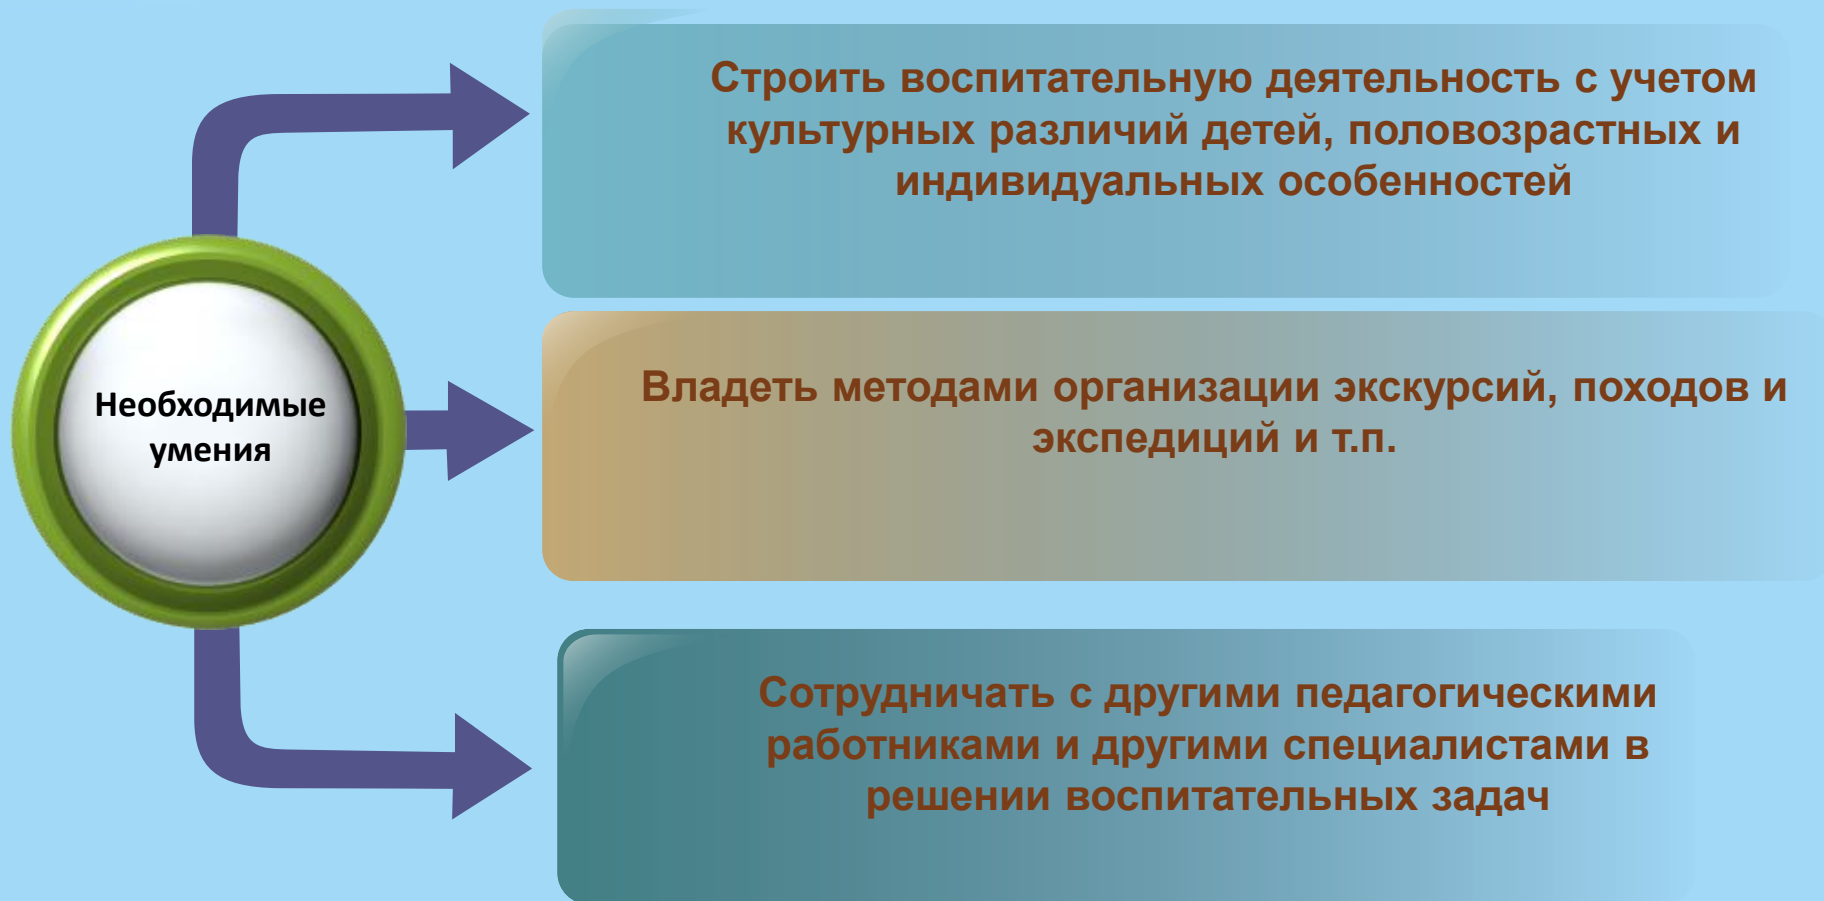 Строить воспитательную деятельность с учетом
культурных различий детей, половозрастных и
индивидуальных особенностей
Необходимые
умения
Владеть методами организации экскурсий, походов и
экспедиций и т.п.
Сотрудничать с другими педагогическими
работниками и другими специалистами в
решении воспитательных задач